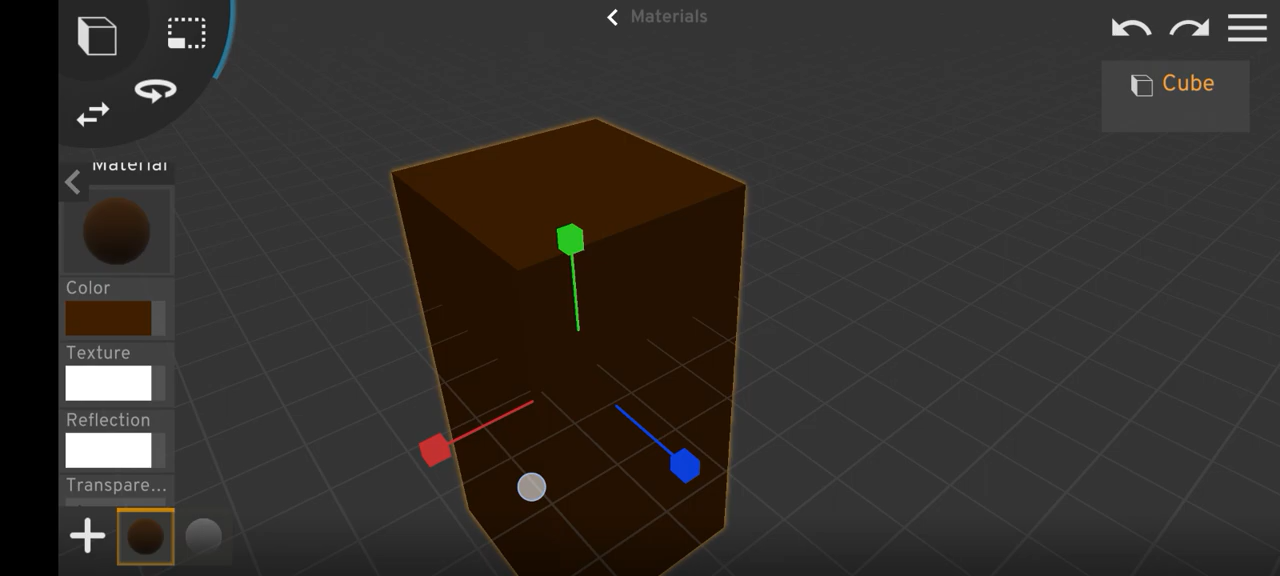 Materials
Cube
Material
Color
Texture
Reflection
Transpare...